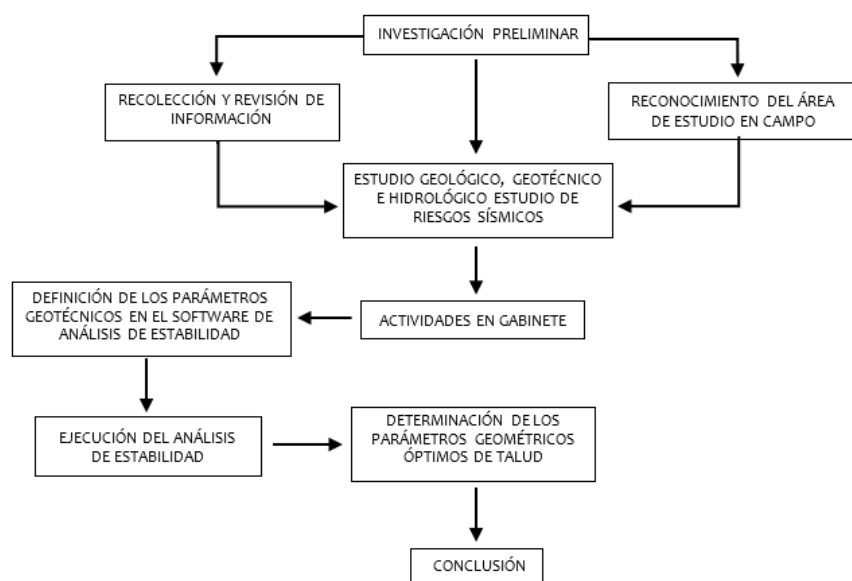 INVESTIGACIÓN PRELIMINAR
RECOLECCIÓN Y REVISIÓN DE
INFORMACIÓN
RECONOCIMIENTO DEL ÁREA
DE ESTUDIO EN CAMPO
ESTUDIO GEOLÓGICO, GEOTÉCNICO
E HIDROLÓGICO ESTUDIO DE
RIESGOS SÍSMICOS
DEFINICIÓN DE LOS PARÁMETROS
GEOTÉCNICOS EN EL SOFTWARE DE
ANÁLISIS DE ESTABILIDAD
ACTIVIDADES EN GABINETE
EJECUCIÓN DEL ANÁLISIS
DE ESTABILIDAD
DETERMINACIÓN DE LOS
PARÁMETROS GEOMÉTRICOS
ÓPTIMOS DE TALUD
CONCLUSIÓN